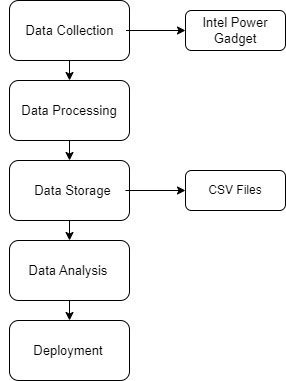 Data Collection
Intel Power
Gadget
Data Processing
Data Storage
CSV Files
Data Analysis
Deployment